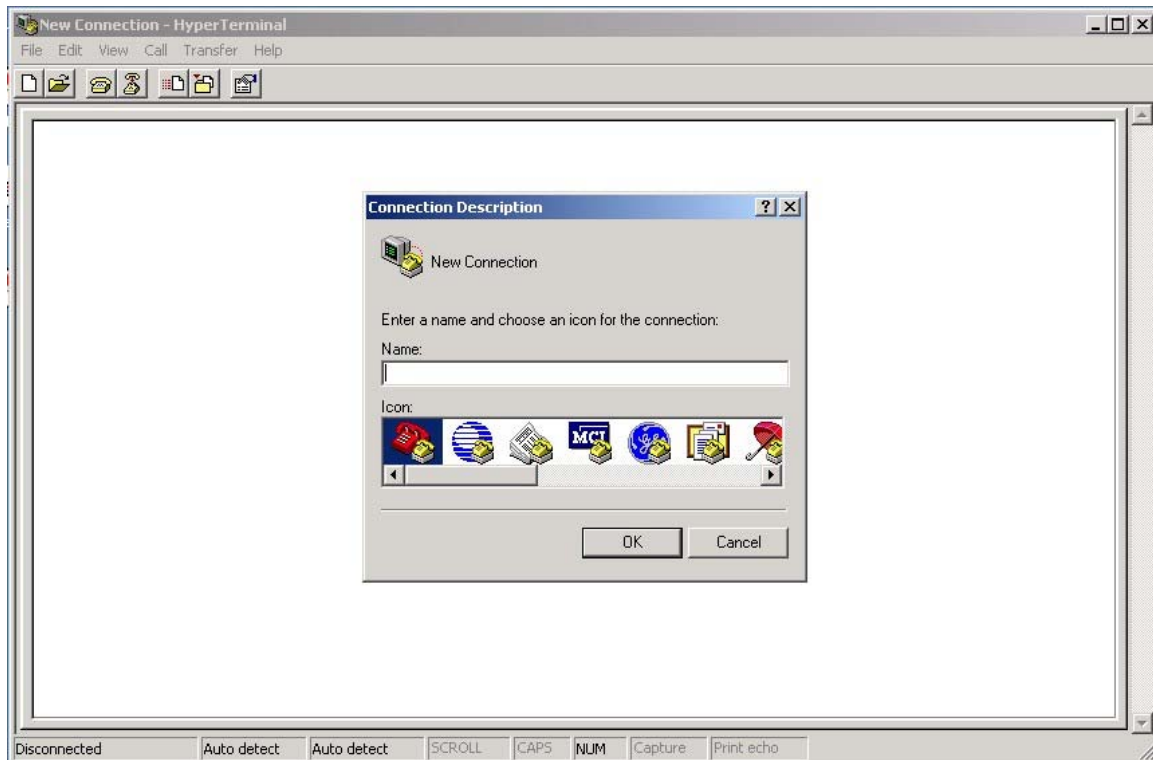 New Connection - HyperTerminal
File Edit View Call Transfer Help
Connection Description
New Connection
Enter a name and choose an icon for the connection:
Name:
Icon:
MCI
OK Cancel
Disconnected Auto detect Auto detect SCROLL CAPS NUM Capture Print echo